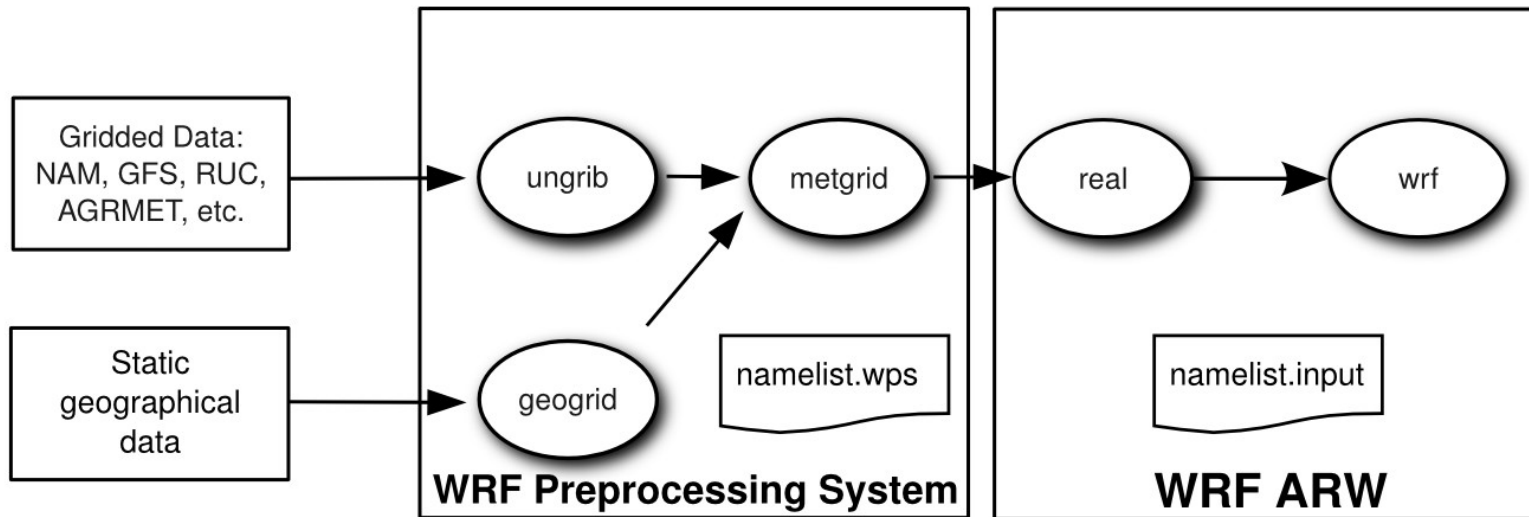 Gridded Data:
NAM, GFS, RUC,
AGRMET, etc.
Static
geographical
data
ungrib
metgrid
geogrid
namelist.wps
WRF Preprocessing System
real
wrf
namelist.input
WRF ARW